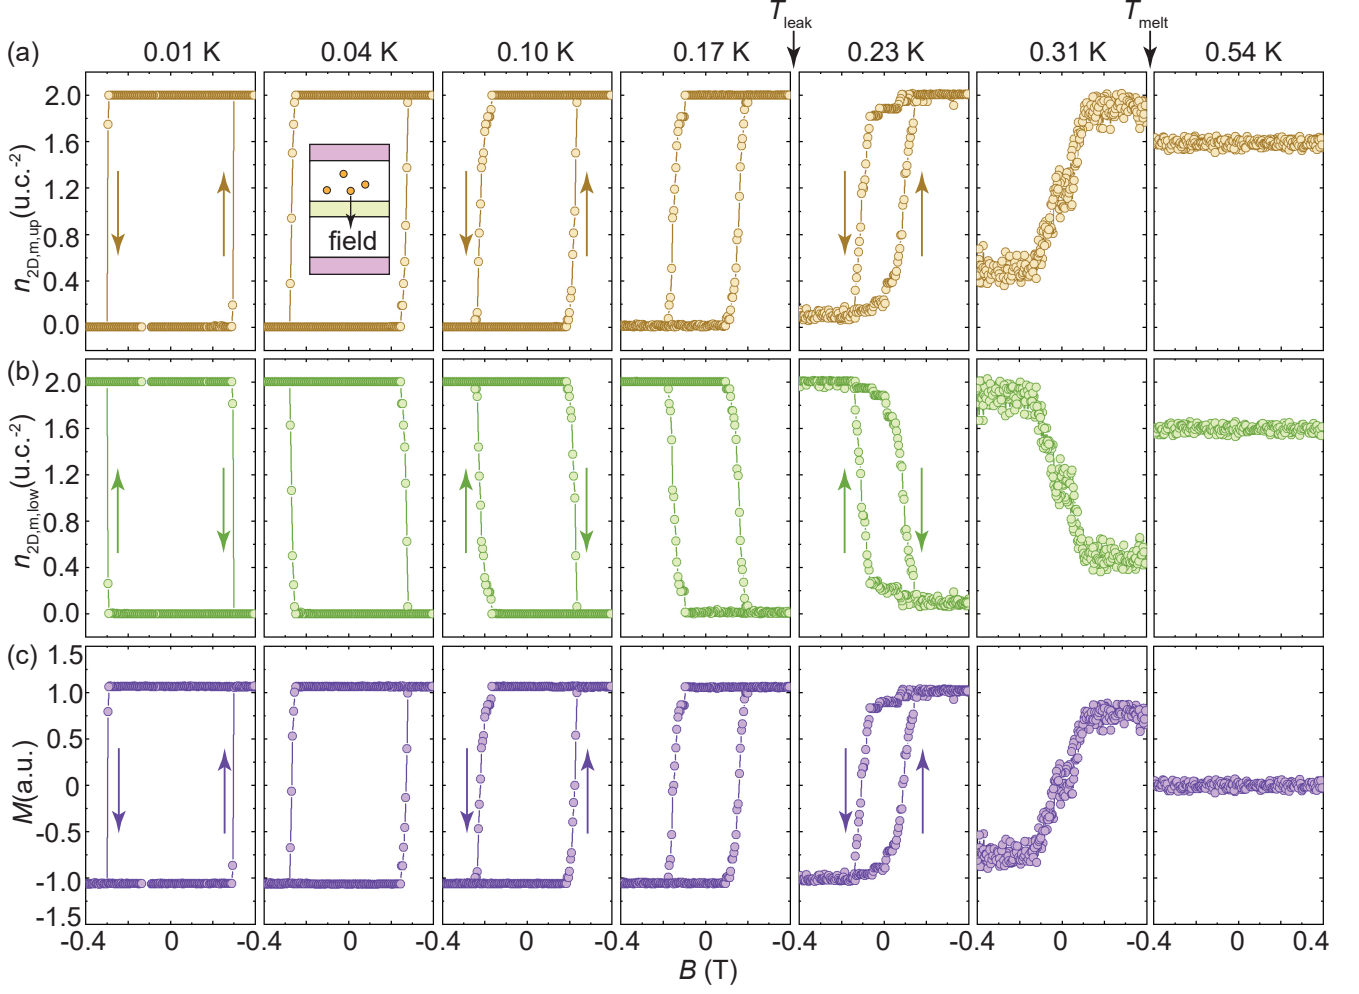 T_leak T_melt
(a) 0.01 K 0.04 K 0.10 K 0.17 K 0.23 K 0.31 K 0.54 K
n_2D,m,up(u.c.^-2)
2.0
1.6
1.2
0.8
0.4
0.0
field
(b)
n_2D,m,low(u.c.^-2)
2.0
1.6
1.2
0.8
0.4
0.0
(c)
M(a.u.)
1.5
1.0
0.5
0
-0.5
-1.0
-1.5
-0.4 0 -0.4 0 -0.4 0 -0.4 0 -0.4 0 -0.4 0 -0.4 0 0.4
B (T)